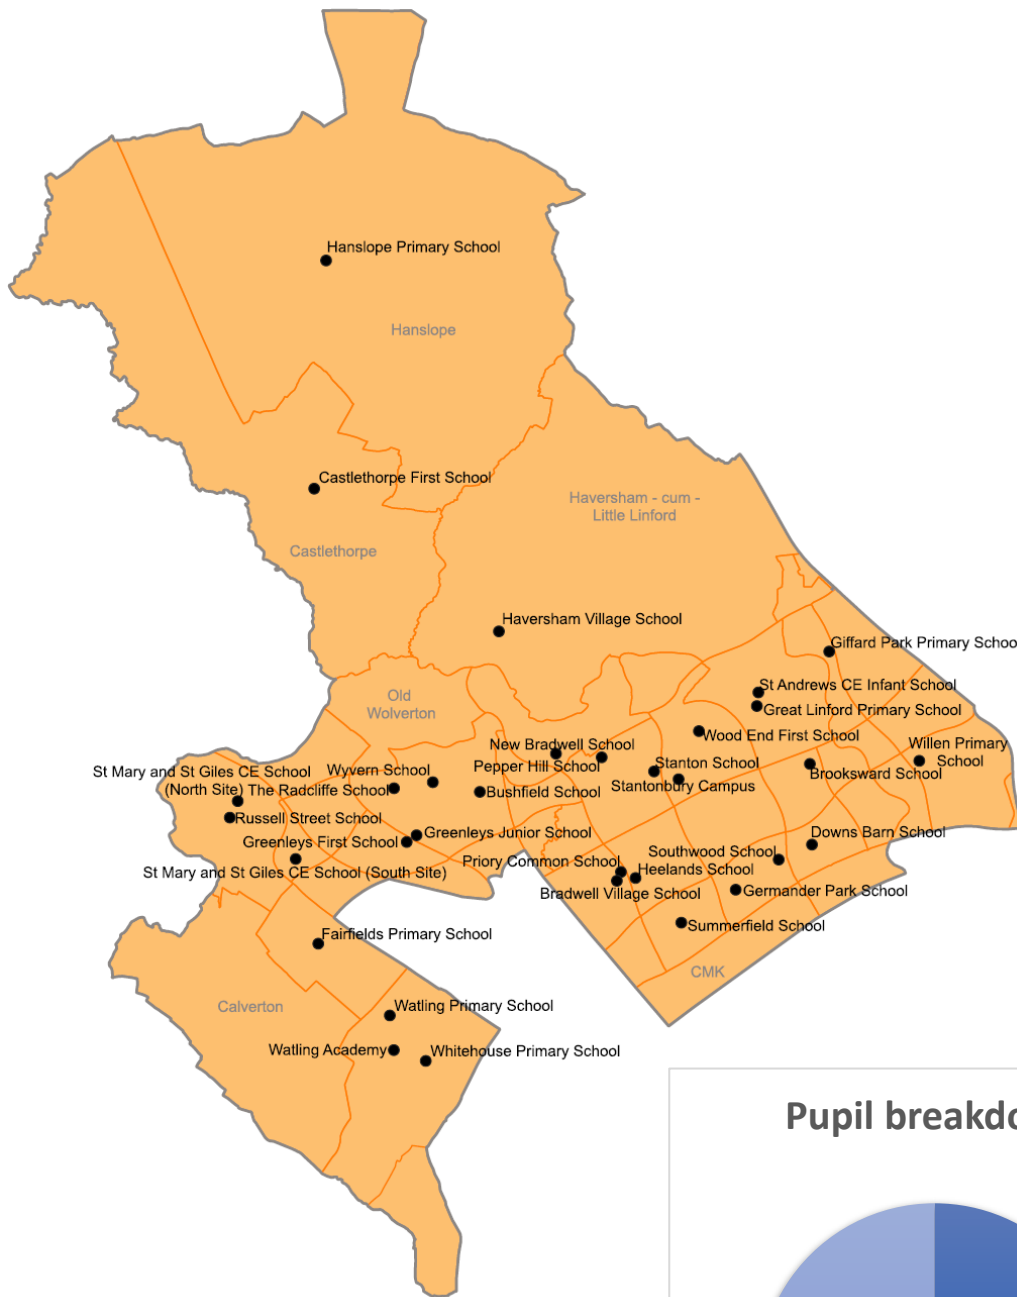 Hanslope Primary School
Hanslope
Castlethorpe First School
Haversham - cum -
Little Linford
Castlethorpe
Haversham Village School
Giffard Park Primary Schoo
St Andrews CE Infant School
Old
Wolverton
Great Linford Primary School
Wood End First School
New Bradwell School
Willen Primary
School
Pepper Hill School
Stanton School
St Mary and St Giles CE School
(North Site)
Wyvern School
Brooksward School
Stantonbury Campus
The Radcliffe School
Bushfield School
Russell Street School
Greenleys Junior School
Downs Barn School
Greenleys First School
Southwood School
Priory Common School
Heelands School
St Mary and St Giles CE School (South Site)
Bradwell Village School
Germander Park School
Summerfield School
Fairfields Primary School
CMK
Calverton
Watling Primary School
Watling Academy
Whitehouse Primary School
Pupil breakdo